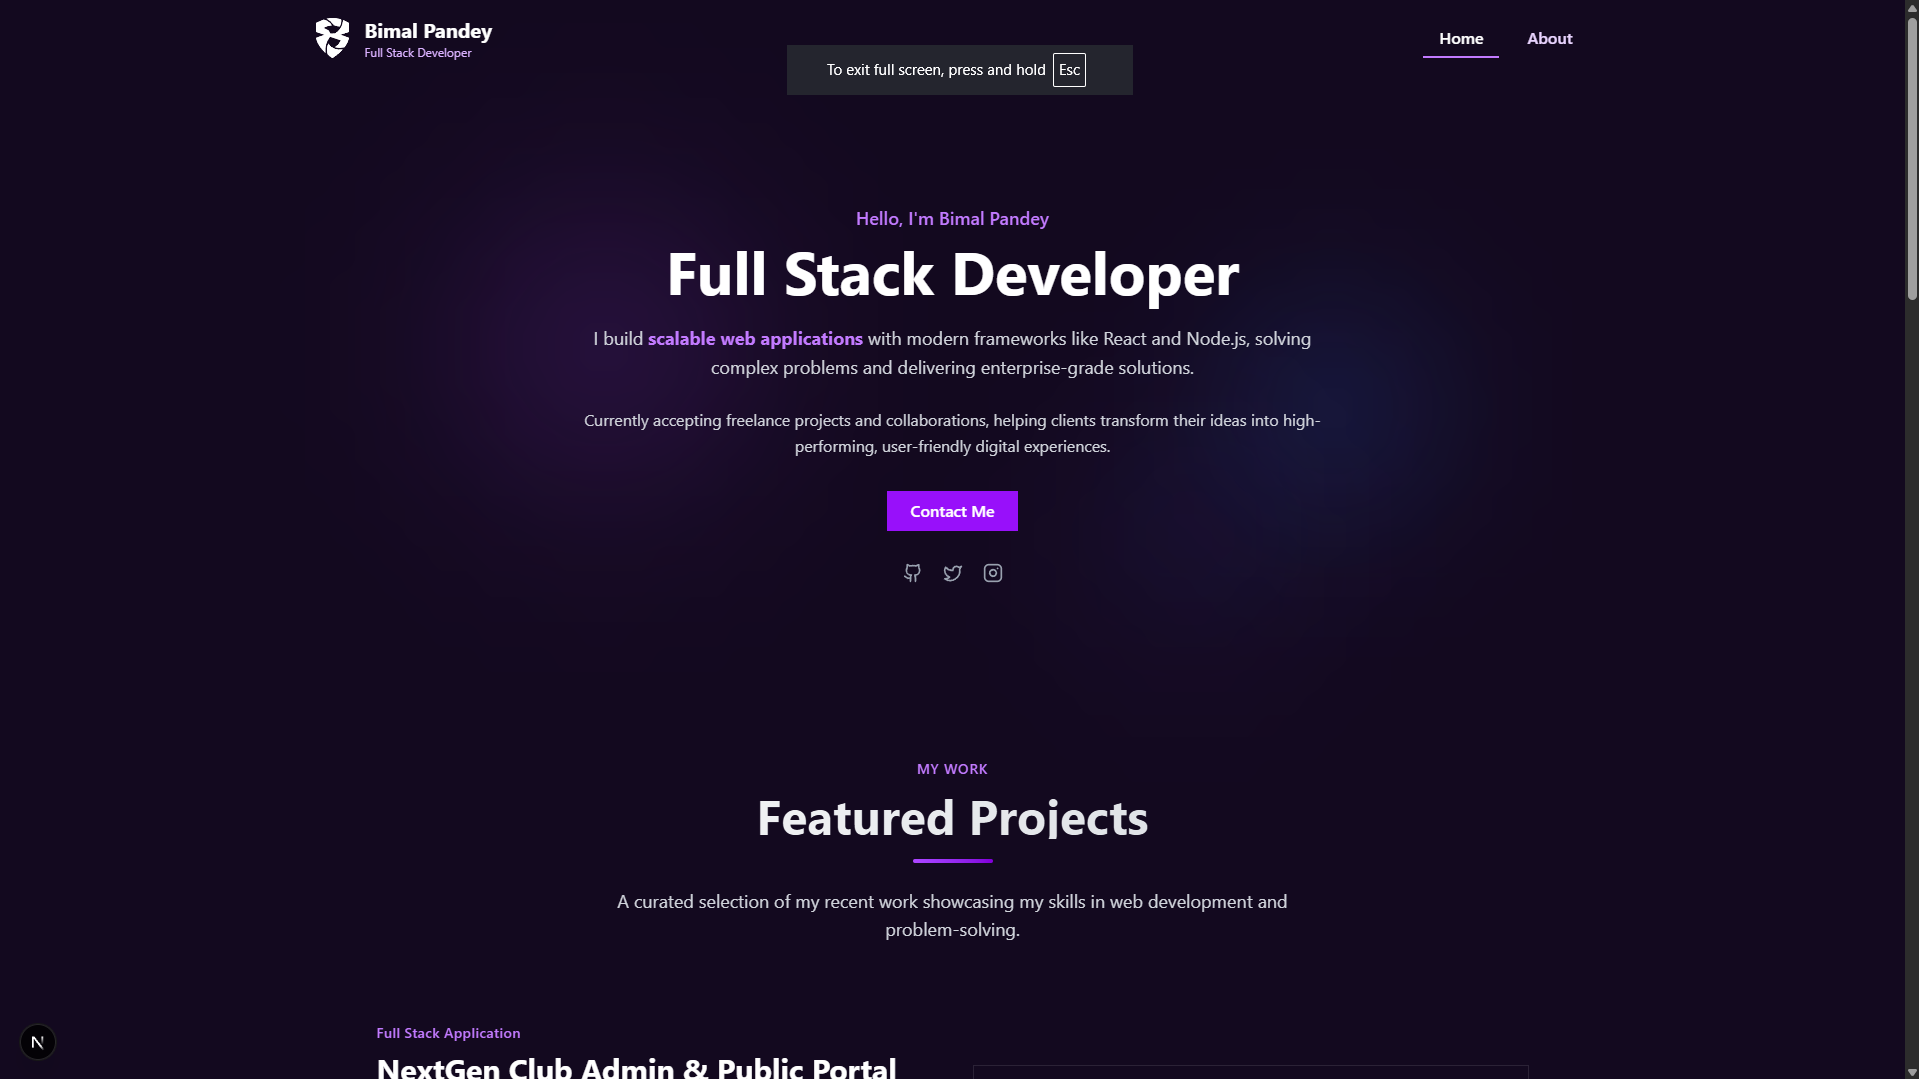 Bimal Pandey
Full Stack Developer
Home
About
To exit full screen, press and hold Esc
Hello, I'm Bimal Pandey
Full Stack Developer
I build scalable web applications with modern frameworks like React and Node.js, solving
complex problems and delivering enterprise-grade solutions.
Currently accepting freelance projects and collaborations, helping clients transform their ideas into high-
performing, user-friendly digital experiences.
Contact Me
MY WORK
Featured Projects
A curated selection of my recent work showcasing my skills in web development and
problem-solving.
Full Stack Application
NextGen Club Admin & Public Portal
N